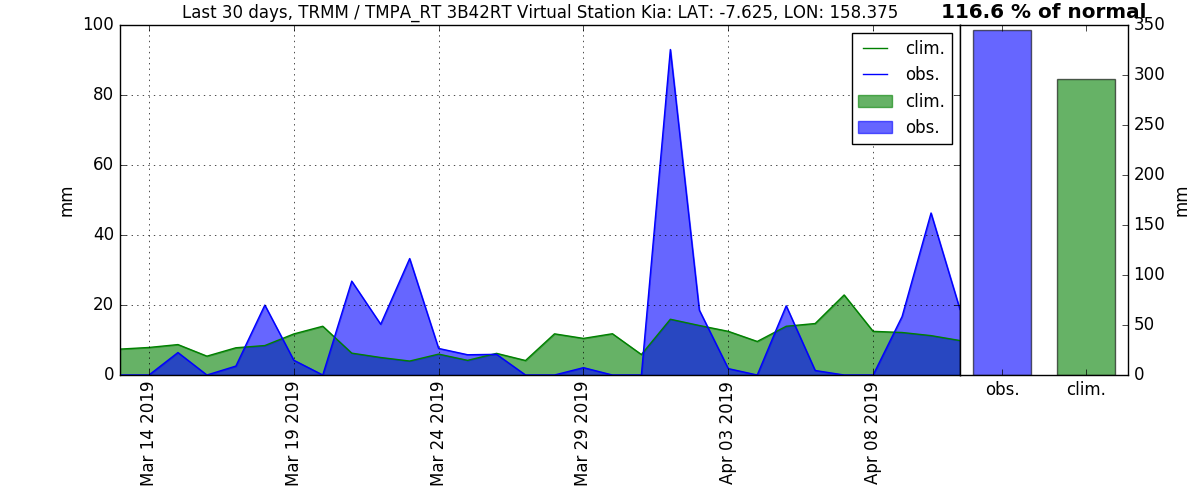 Last 30 days, TRMM / TMPA_RT 3B42RT Virtual Station Kia: LAT: -7.625, LON: 158.375
116.6 % of normal
100
80
60
40
20
0
mm
clim.
obs.
clim.
obs.
350
300
250
200
150
100
50
0
mm
obs.
clim.
Mar 14 2019
Mar 19 2019
Mar 24 2019
Mar 29 2019
Apr 03 2019
Apr 08 2019